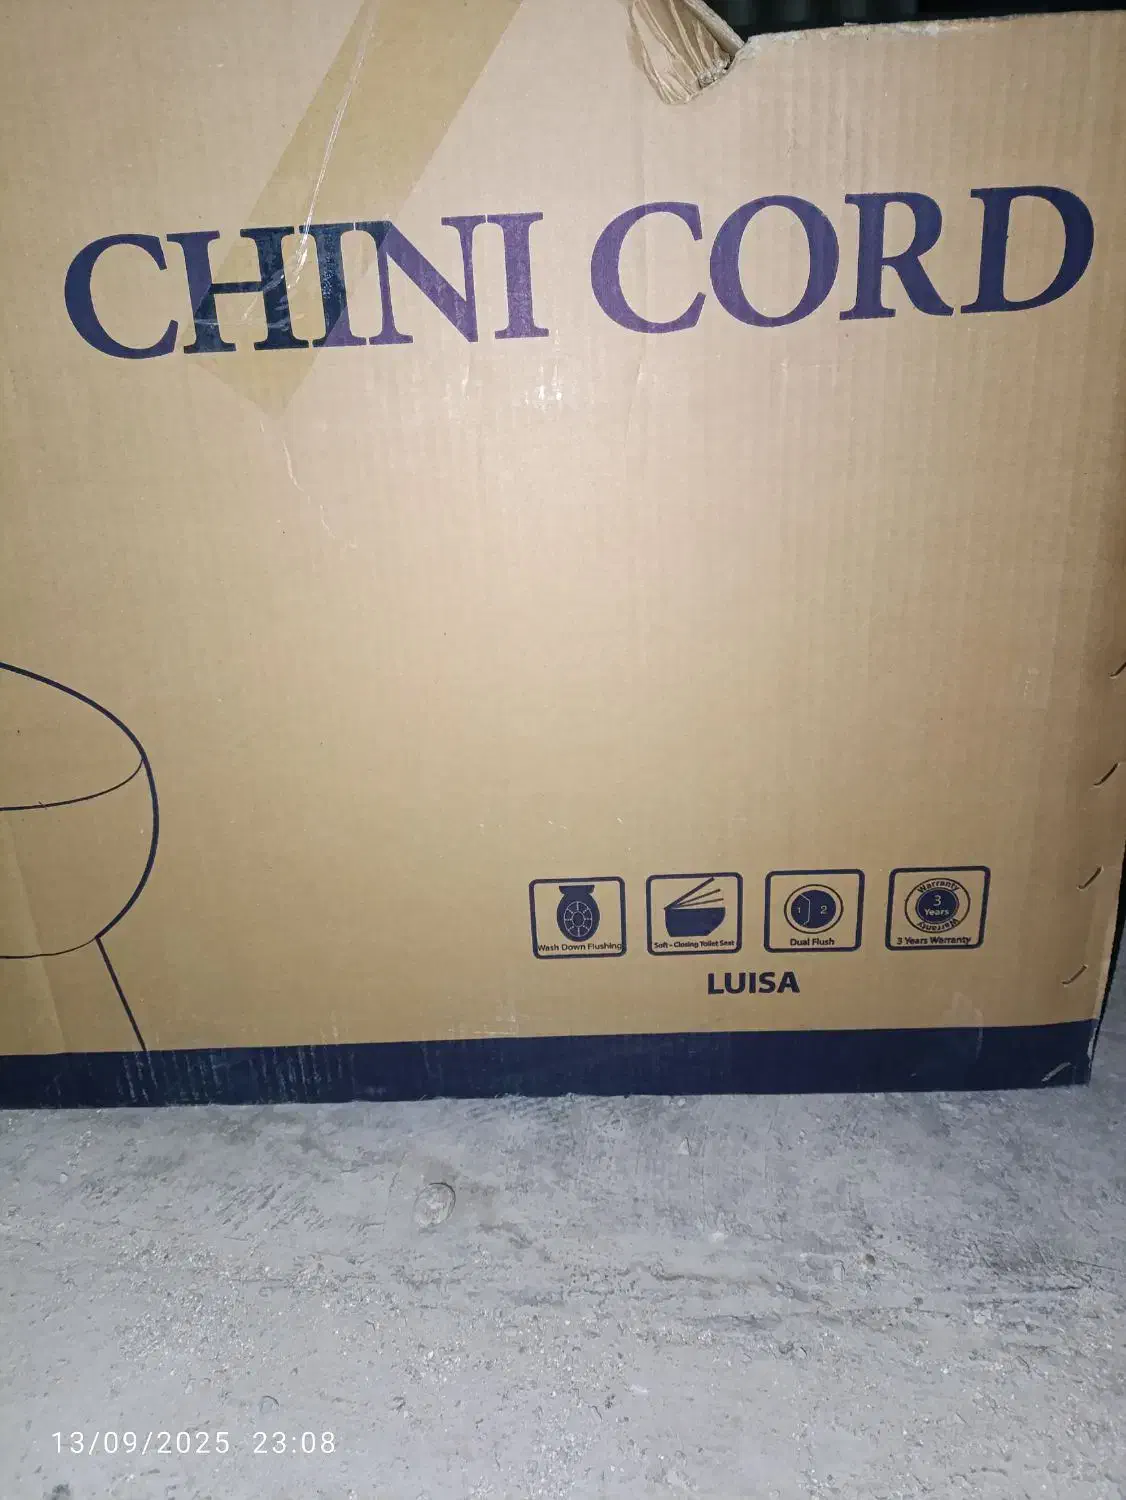 CHINI CORD
Wash Down Flushing
Soft - Closing Toilet Seat
1 2
Dual Flush
Warranty
3
Years
Warranty
3 Years Warranty
LUISA
13/09/2025 23:08